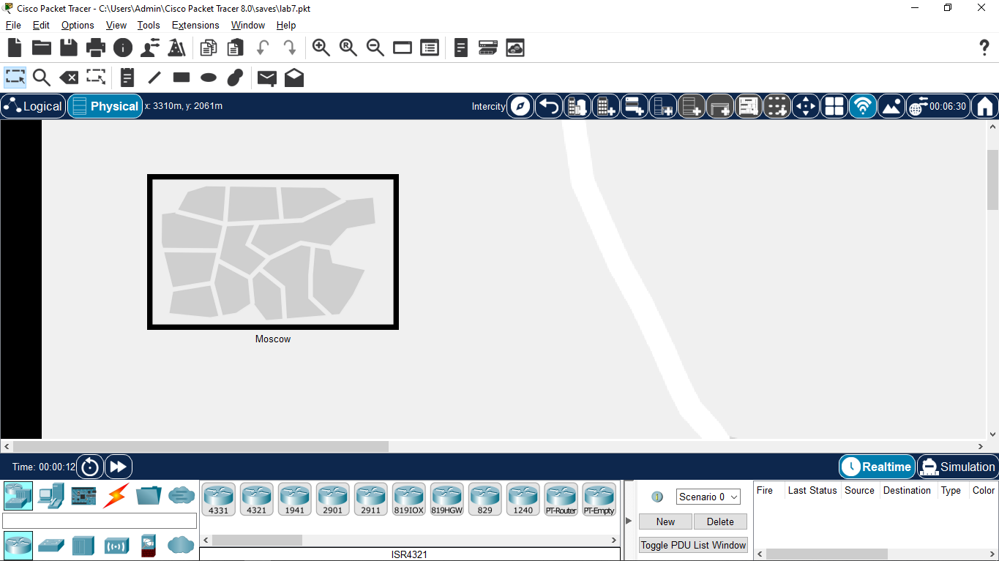 Cisco Packet Tracer - C:\Users\Admin\Cisco Packet Tracer 8.0\saves\lab7.pkt
File Edit Options View Tools Extensions Window Help
Logical Physical x: 3310m, y: 2061m Intercity 00:06:30
Moscow
Time: 00:00:12 Realtime Simulation
4331 4321 1941 2901 2911 819IOX 819HGW 829 1240 PT-Router PT-Empty
ISR4321
Scenario 0
New Delete
Toggle PDU List Window
Fire Last Status Source Destination Type Color